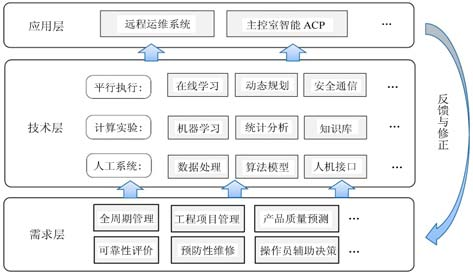 应用层
远程运维系统 主控室智能 ACP ...
技术层
平行执行: 在线学习 动态规划 安全通信 ...
计算实验: 机器学习 统计分析 知识库 ...
人工系统: 数据处理 算法模型 人机接口 ...
需求层
全周期管理 工程项目管理 产品质量预测 ...
可靠性评价 预防性维修 操作员辅助决策 ...
反馈与修正